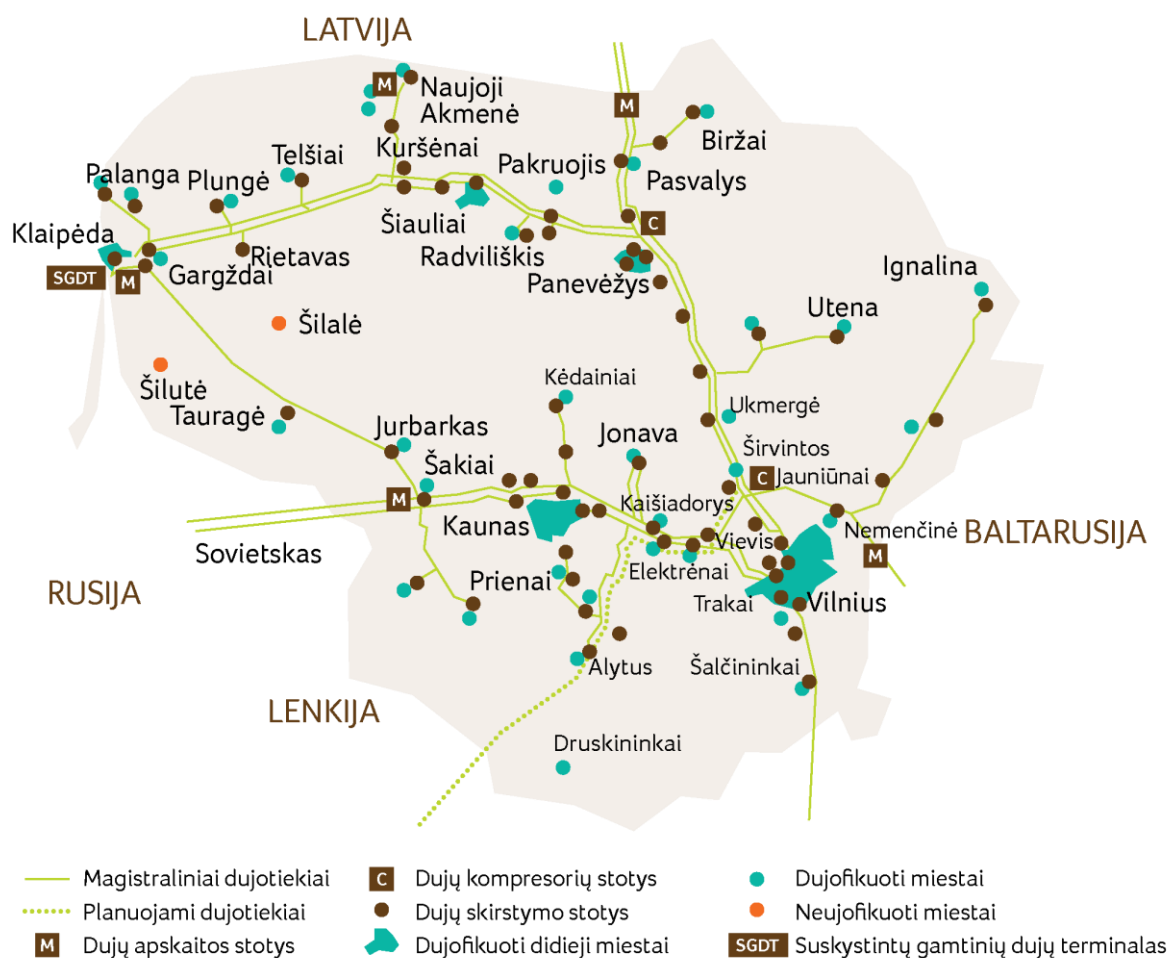 LATVIJA
M
Naujoji
Akmenė
M
Biržai
Telšiai
Kuršėnai
Pakruojis
Pasvalys
Palanga
Plungė
Klaipėda
Šiauliai
C
Rietavas
Radviliškis
SGDT
M
Gargždai
Panevėžys
Ignalina
Utena
Šilalė
Šilutė
Kėdainiai
Tauragė
Ukmergė
Jurbarkas
Jonava
Širvintos
Šakiai
C
Jauniūnai
M
Kaišiadorys
Kaunas
Nemenčinė
BALTARUSIJA
Sovietskas
Vievis
M
Elektrėnai
RUSIJA
Prienai
Trakai
Vilnius
Alytus
Šalčininkai
LENKIJA
Druskininkai
Magistraliniai dujotiekiai
C Dujų kompresorių stotys
Dujofikuoti miestai
Planuojami dujotiekiai
Dujų skirstymo stotys
Neujofikuoti miestai
M Dujų apskaitos stotys
Dujofikuoti didieji miestai
SGDT Suskystintų gamtinių dujų terminalas